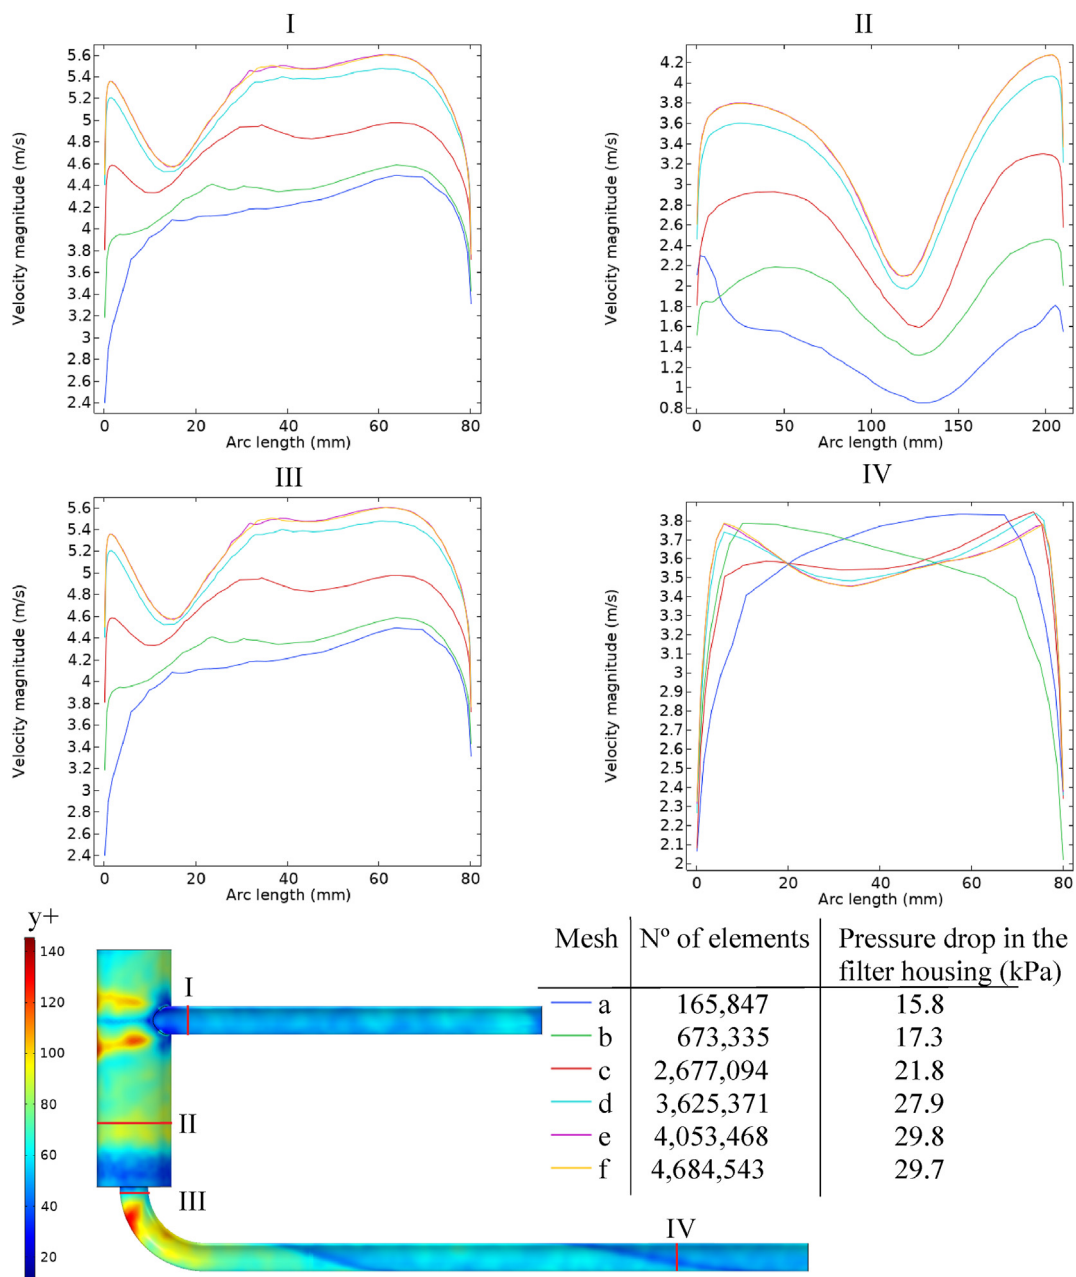 I
5.6
5.4
5.2
5
4.8
4.6
4.4
4.2
4
3.8
3.6
3.4
3.2
3
2.8
2.6
2.4
Velocity magnitude (m/s)
0 20 40 60 80
Arc length (mm)
II
4.2
4
3.8
3.6
3.4
3.2
3
2.8
2.6
2.4
2.2
2
1.8
1.6
1.4
1.2
1
0.8
Velocity magnitude (m/s)
0 50 100 150 200
Arc length (mm)
III
5.6
5.4
5.2
5
4.8
4.6
4.4
4.2
4
3.8
3.6
3.4
3.2
3
2.8
2.6
2.4
Velocity magnitude (m/s)
0 20 40 60 80
Arc length (mm)
IV
3.8
3.7
3.6
3.5
3.4
3.3
3.2
3.1
3
2.9
2.8
2.7
2.6
2.5
2.4
2.3
2.2
2.1
2
Velocity magnitude (m/s)
0 20 40 60 80
Arc length (mm)
y+
140
120
100
80
60
40
20
I
II
III
IV
Mesh Nº of elements Pressure drop in the
filter housing (kPa)
a 165,847 15.8
b 673,335 17.3
c 2,677,094 21.8
d 3,625,371 27.9
e 4,053,468 29.8
f 4,684,543 29.7